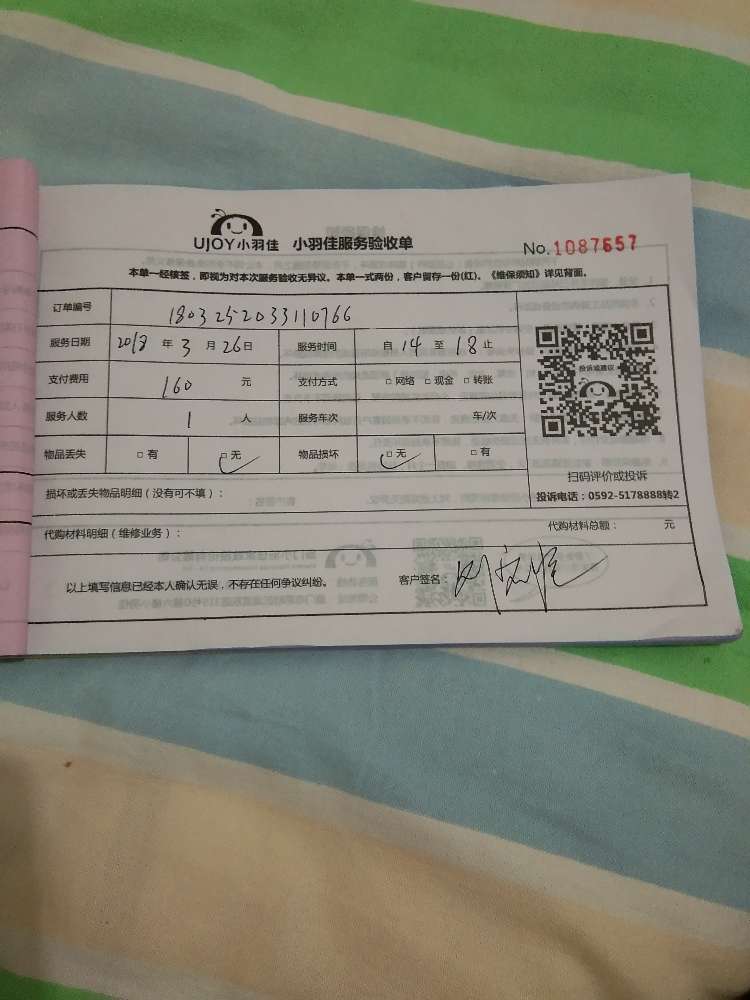 UJOY小羽佳 小羽佳服务验收单 No. 1087657
本单一经核签，即视为对本次服务验收无异议。本单一式两份，客户留存一份(红)。《维保须知》详见背面。
订单编号 1803252033110766
服务日期 2018 年 3 月 26 日 服务时间 自 14 至 18 止
支付费用 160 元 支付方式 □ 网络 □ 现金 □ 转账
服务人数 1 人 服务车次 车/次
物品丢失 □ 有 □ 无 物品损坏 □ 无 □ 有
投诉或建议
扫码评价或投诉
投诉电话：0592-5178888转2
损坏或丢失物品明细（没有可不填）：
代购材料明细（维修业务）： 代购材料总额： 元
以上填写信息已经本人确认无误，不存在任何争议纠纷。 客户签名：